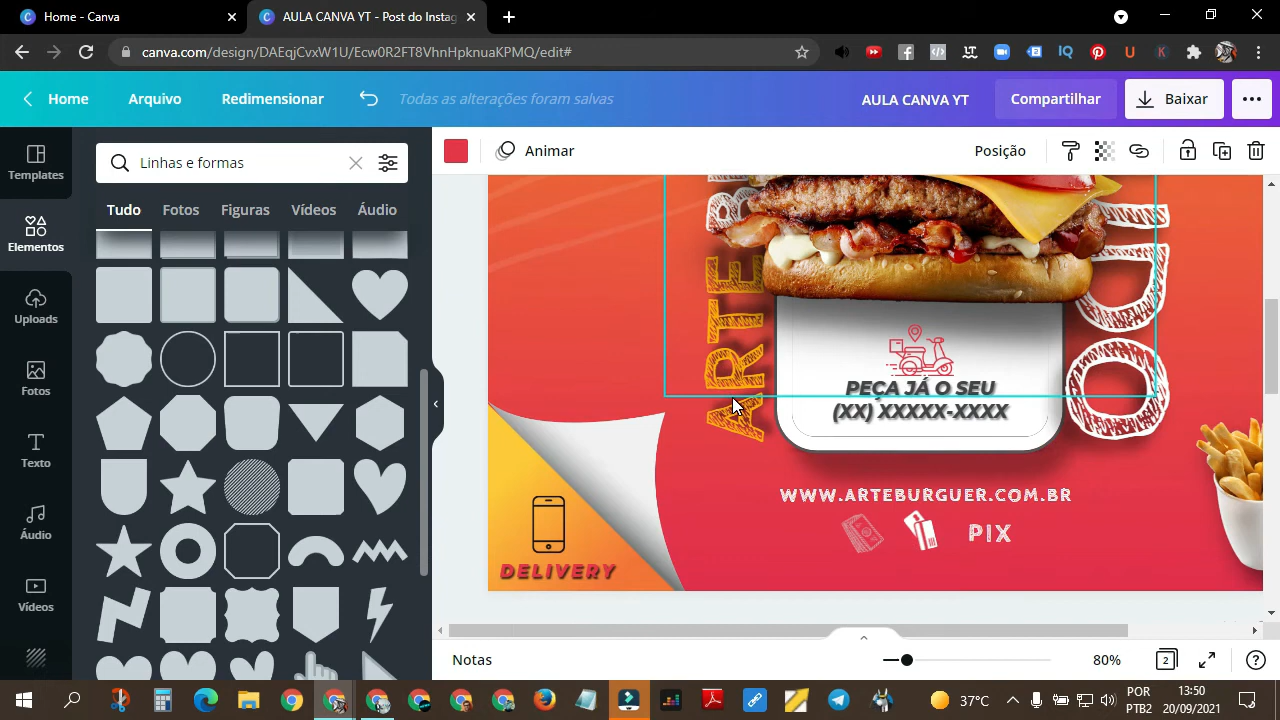 Home - Canva
AULA CANVA YT - Post do Instag
canva.com/design/DAEqjCvxW1U/Ecw0R2FT8VhnHpknuaKPMQ/edit#
Home
Arquivo
Redimensionar
Todas as alterações foram salvas
AULA CANVA YT
Compartilhar
Baixar
Templates
Elementos
Uploads
Fotos
Texto
Áudio
Vídeos
Linhas e formas
Tudo
Fotos
Figuras
Vídeos
Áudio
Animar
Posição
ARTE
PEÇA JÁ O SEU
(XX) XXXXX-XXXX
WWW.ARTEBURGUER.COM.BR
PIX
DELIVERY
Notas
80%
2
37°C
POR
PTB2
13:50
20/09/2021